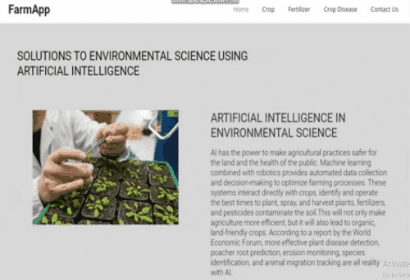 FarmApp
Home Crop Fertilizer Crop Disease Contact Us
SOLUTIONS TO ENVIRONMENTAL SCIENCE USING
ARTIFICIAL INTELLIGENCE
ARTIFICIAL INTELLIGENCE IN
ENVIRONMENTAL SCIENCE
AI has the power to make agricultural practices safer for
the land and the health of the public. Machine learning
combined with robotics provides automated data collection
and decision-making to optimize farming processes. These
systems interact directly with crops, identify and operate
the best times to plant, spray, and harvest plants, fertilizers,
and pesticides contaminate the soil.This will not only make
agriculture more efficient, but it will also lead to organic,
land-friendly crops. According to a report by the World
Economic Forum, more effective plant disease detection,
poacher root prediction, erosion monitoring, species
identification, and animal migration tracking are all reality
with AI.